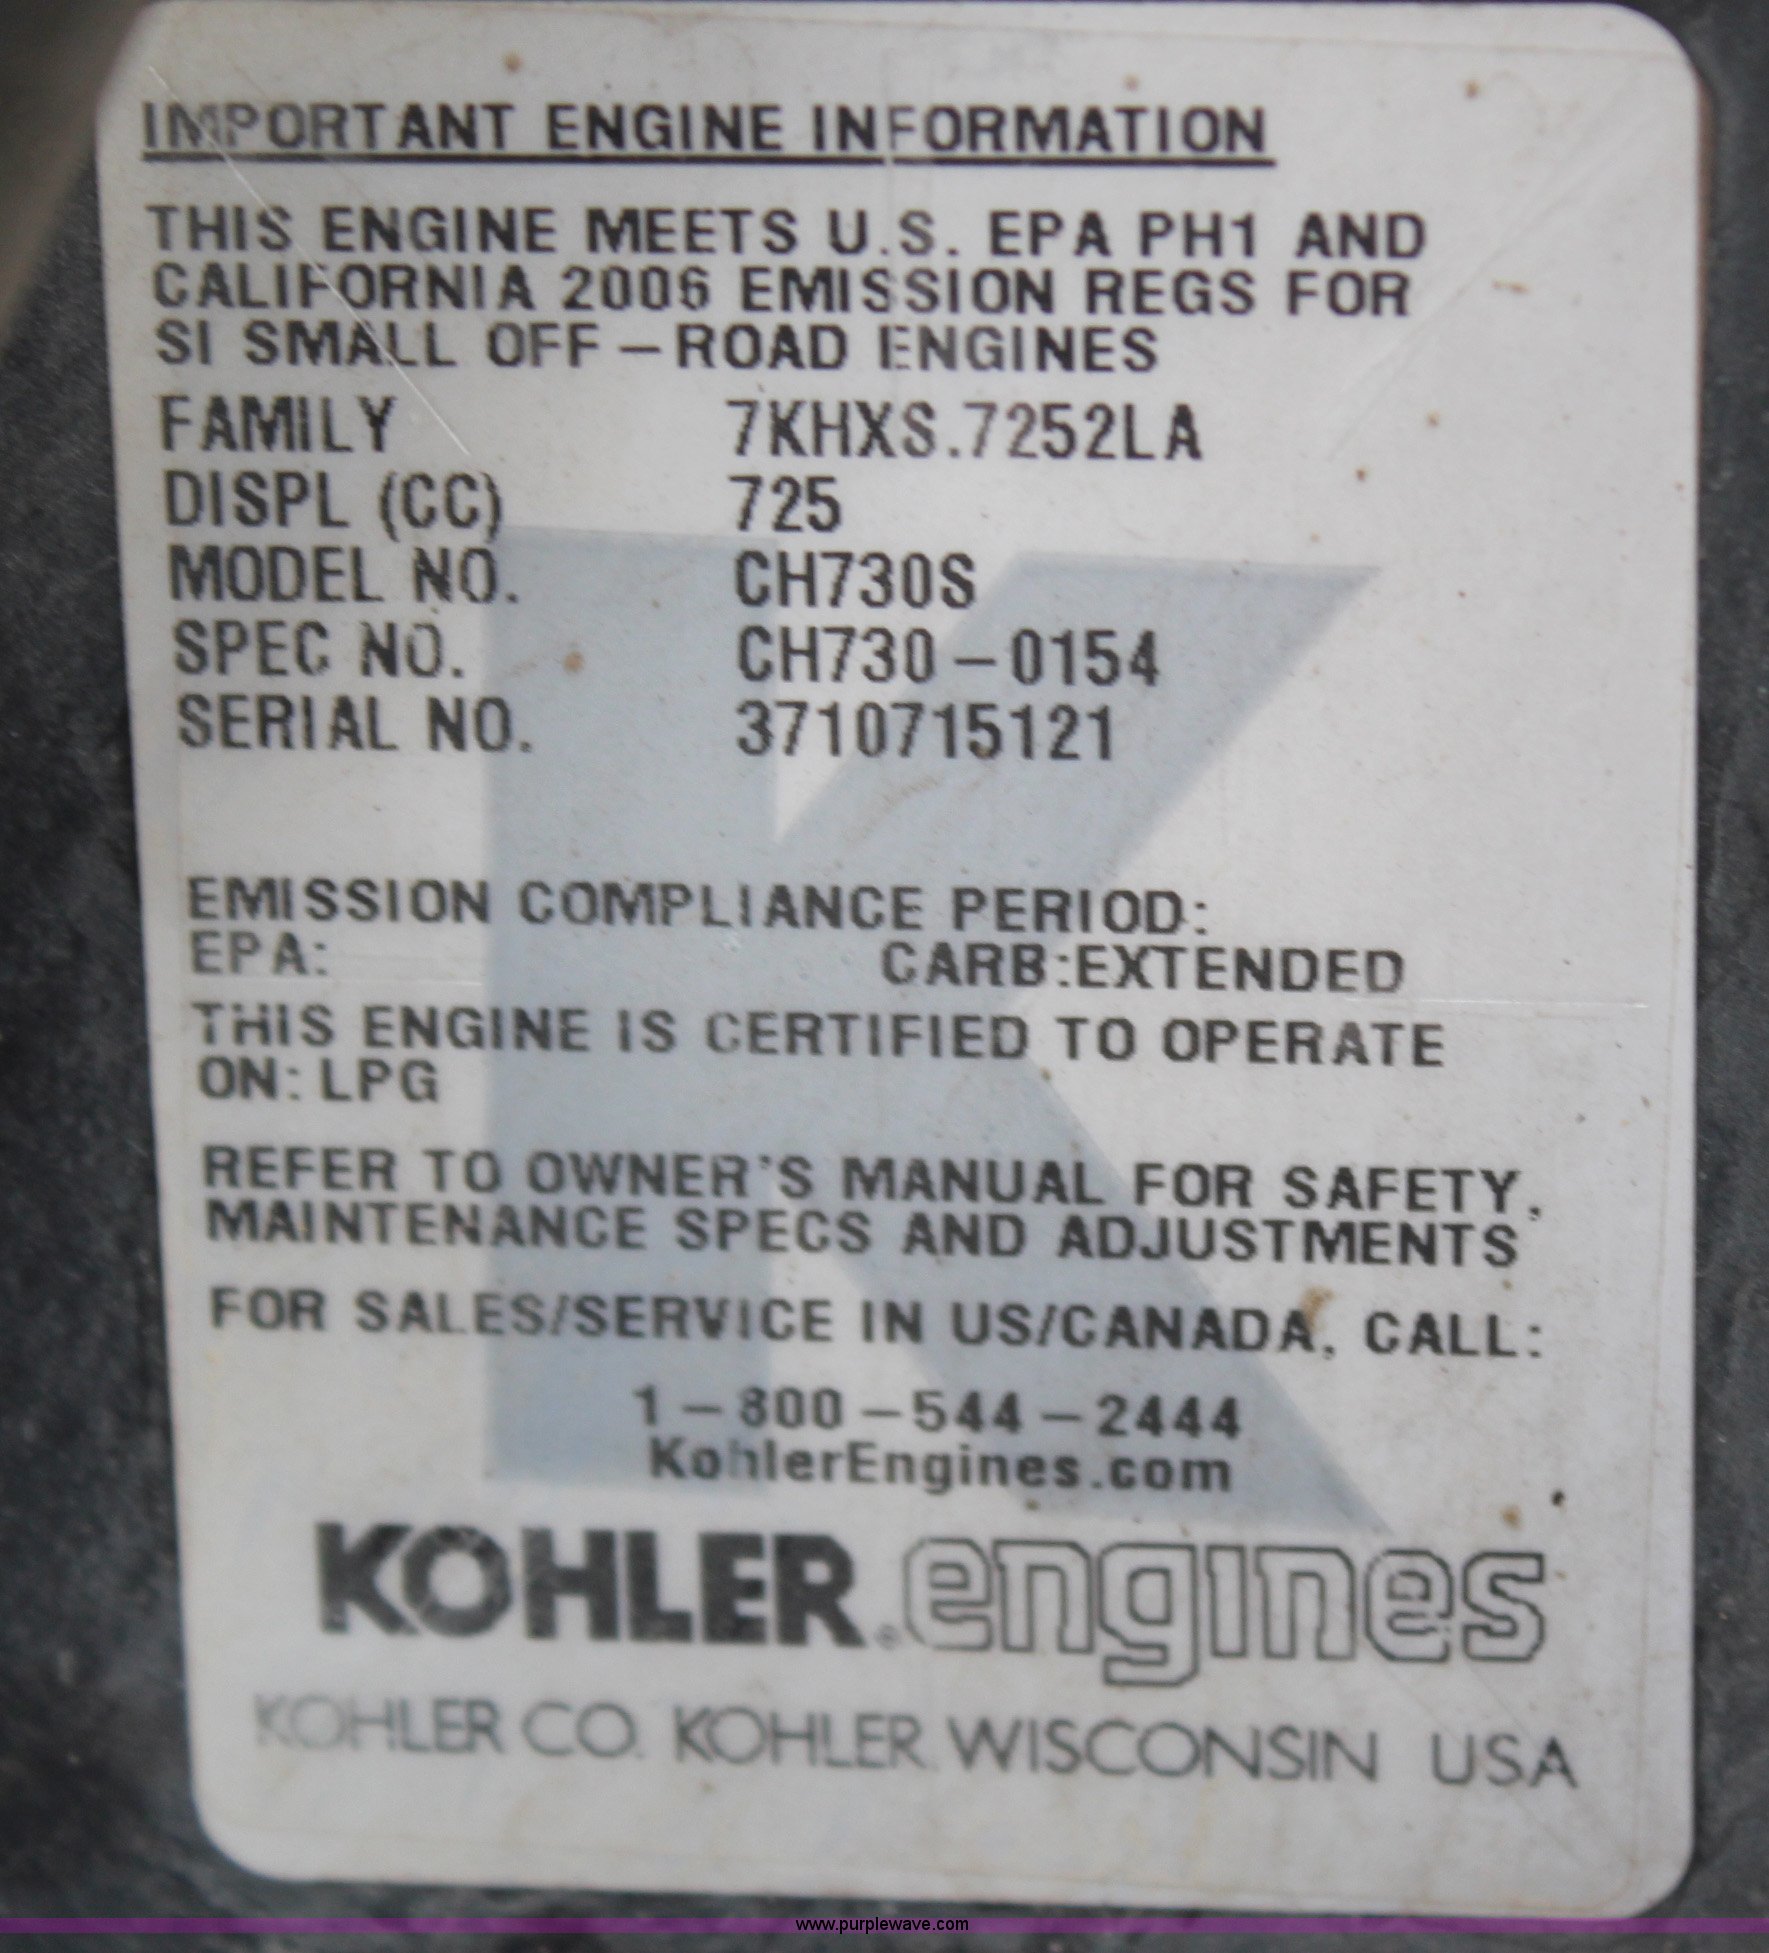 IMPORTANT ENGINE INFORMATION
THIS ENGINE MEETS U.S. EPA PH1 AND
CALIFORNIA 2006 EMISSION REGS FOR
SI SMALL OFF-ROAD ENGINES
FAMILY 7KHXS.7252LA
DISPL (CC) 725
MODEL NO. CH730S
SPEC NO. CH730-0154
SERIAL NO. 3710715121
EMISSION COMPLIANCE PERIOD:
EPA: CARB:EXTENDED
THIS ENGINE IS CERTIFIED TO OPERATE
ON: LPG
REFER TO OWNER'S MANUAL FOR SAFETY,
MAINTENANCE SPECS AND ADJUSTMENTS
FOR SALES/SERVICE IN US/CANADA, CALL:
1-800-544-2444
KohlerEngines.com
KOHLER® engines
KOHLER CO. KOHLER WISCONSIN USA
www.purplewave.com